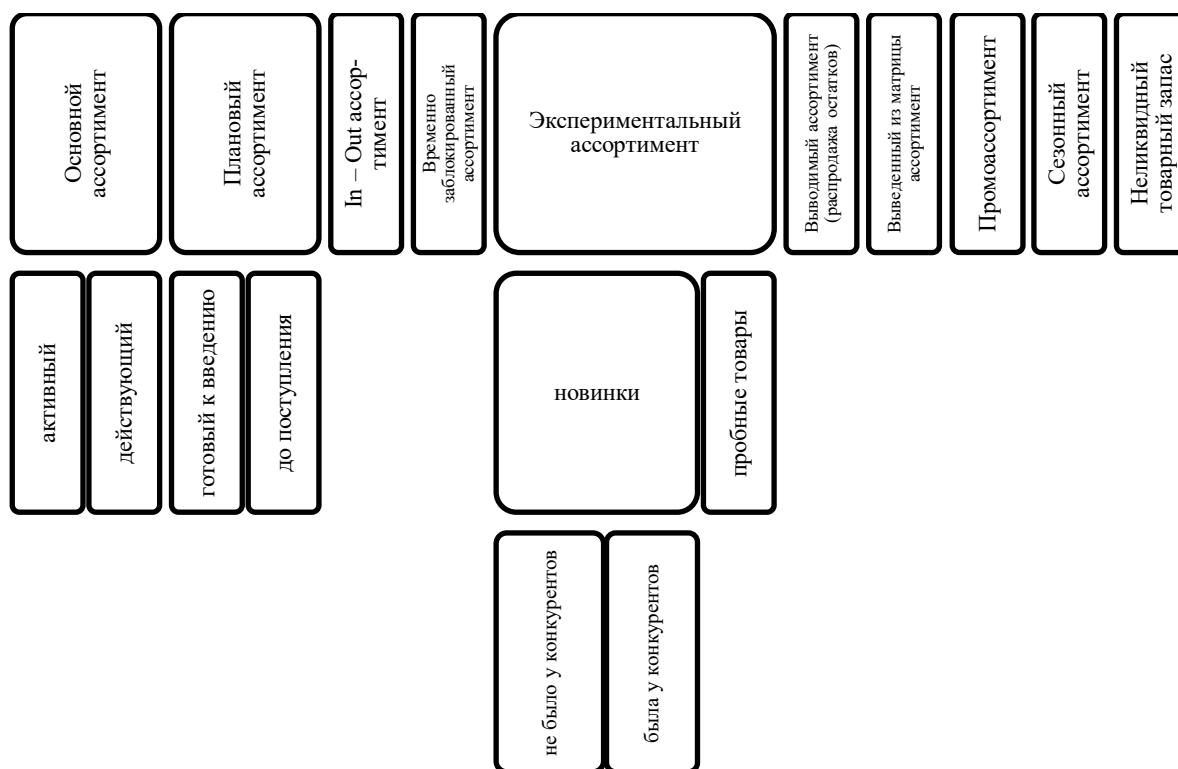 Основной
ассортимент
Плановый
ассортимент
In – Out ассор-
тимент
Временно
заблокированный
ассортимент
Экспериментальный
ассортимент
Выводимый ассортимент
(распродажа остатков)
Выведенный из матрицы
ассортимент
Промоассортимент
Сезонный
ассортимент
Неликвидный
товарный запас
активный
действующий
готовый к введению
до поступления
новинки
пробные товары
не было у конкурентов
была у конкурентов